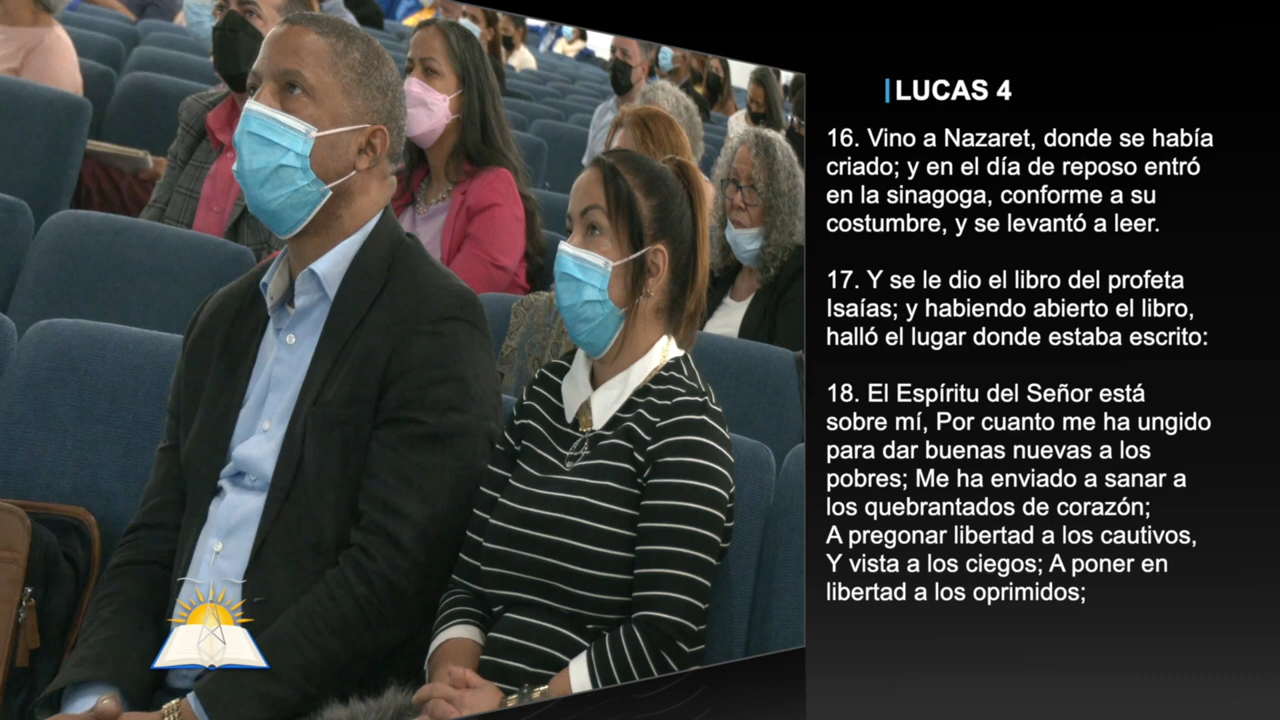 LUCAS 4
16. Vino a Nazaret, donde se había
criado; y en el día de reposo entró
en la sinagoga, conforme a su
costumbre, y se levantó a leer.
17. Y se le dio el libro del profeta
Isaías; y habiendo abierto el libro,
halló el lugar donde estaba escrito:
18. El Espíritu del Señor está
sobre mí, Por cuanto me ha ungido
para dar buenas nuevas a los
pobres; Me ha enviado a sanar a
los quebrantados de corazón;
A pregonar libertad a los cautivos,
Y vista a los ciegos; A poner en
libertad a los oprimidos;